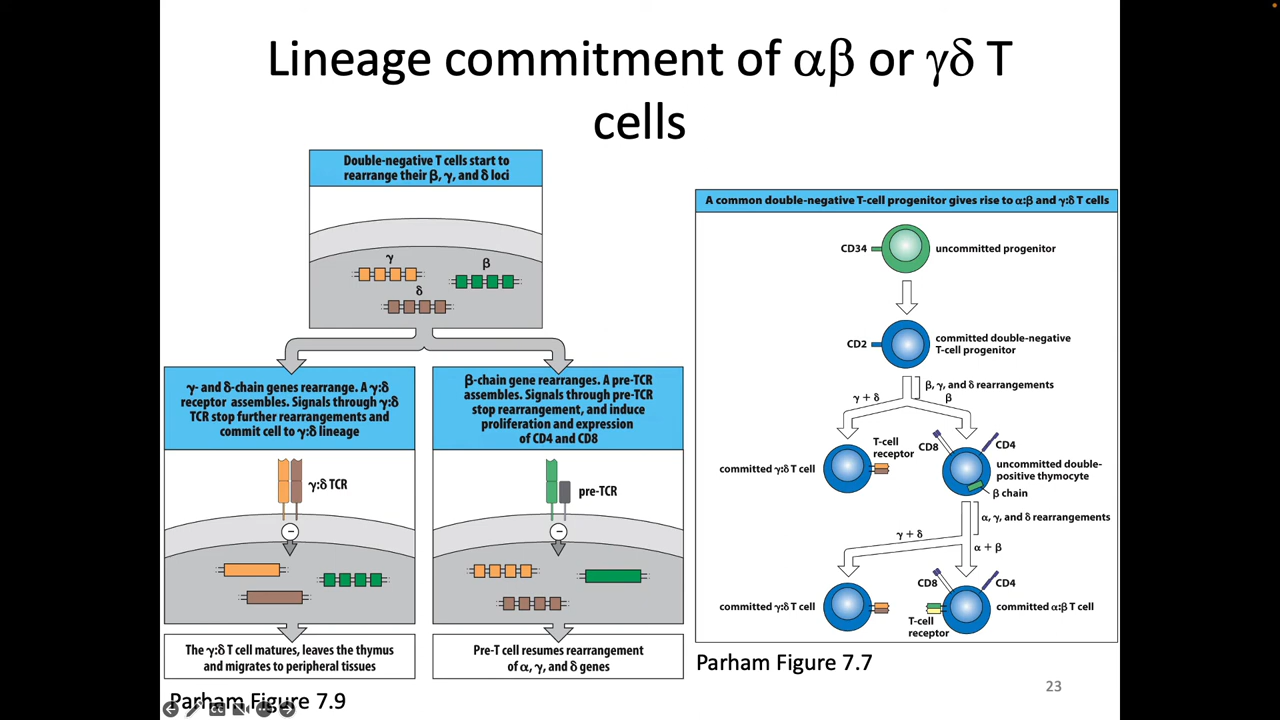 Lineage commitment of αβ or γδ T
cells
Double-negative T cells start to
rearrange their β, γ, and δ loci
γ
β
δ
γ- and δ-chain genes rearrange. A γ:δ
receptor assembles. Signals through γ:δ
TCR stop further rearrangements and
commit cell to γ:δ lineage
β-chain gene rearranges. A pre-TCR
assembles. Signals through pre-TCR
stop rearrangement, and induce
proliferation and expression
of CD4 and CD8
γ:δ TCR
pre-TCR
−
−
The γ:δ T cell matures, leaves the thymus
and migrates to peripheral tissues
Pre-T cell resumes rearrangement
of α, γ, and δ genes
Parham Figure 7.9
A common double-negative T-cell progenitor gives rise to α:β and γ:δ T cells
CD34
uncommitted progenitor
CD2
committed double-negative
T-cell progenitor
β, γ, and δ rearrangements
γ + δ
β
T-cell
receptor
CD8
CD4
committed γ:δ T cell
uncommitted double-
positive thymocyte
β chain
α, γ, and δ rearrangements
γ + δ
α + β
CD8
CD4
committed γ:δ T cell
committed α:β T cell
T-cell
receptor
Parham Figure 7.7
23